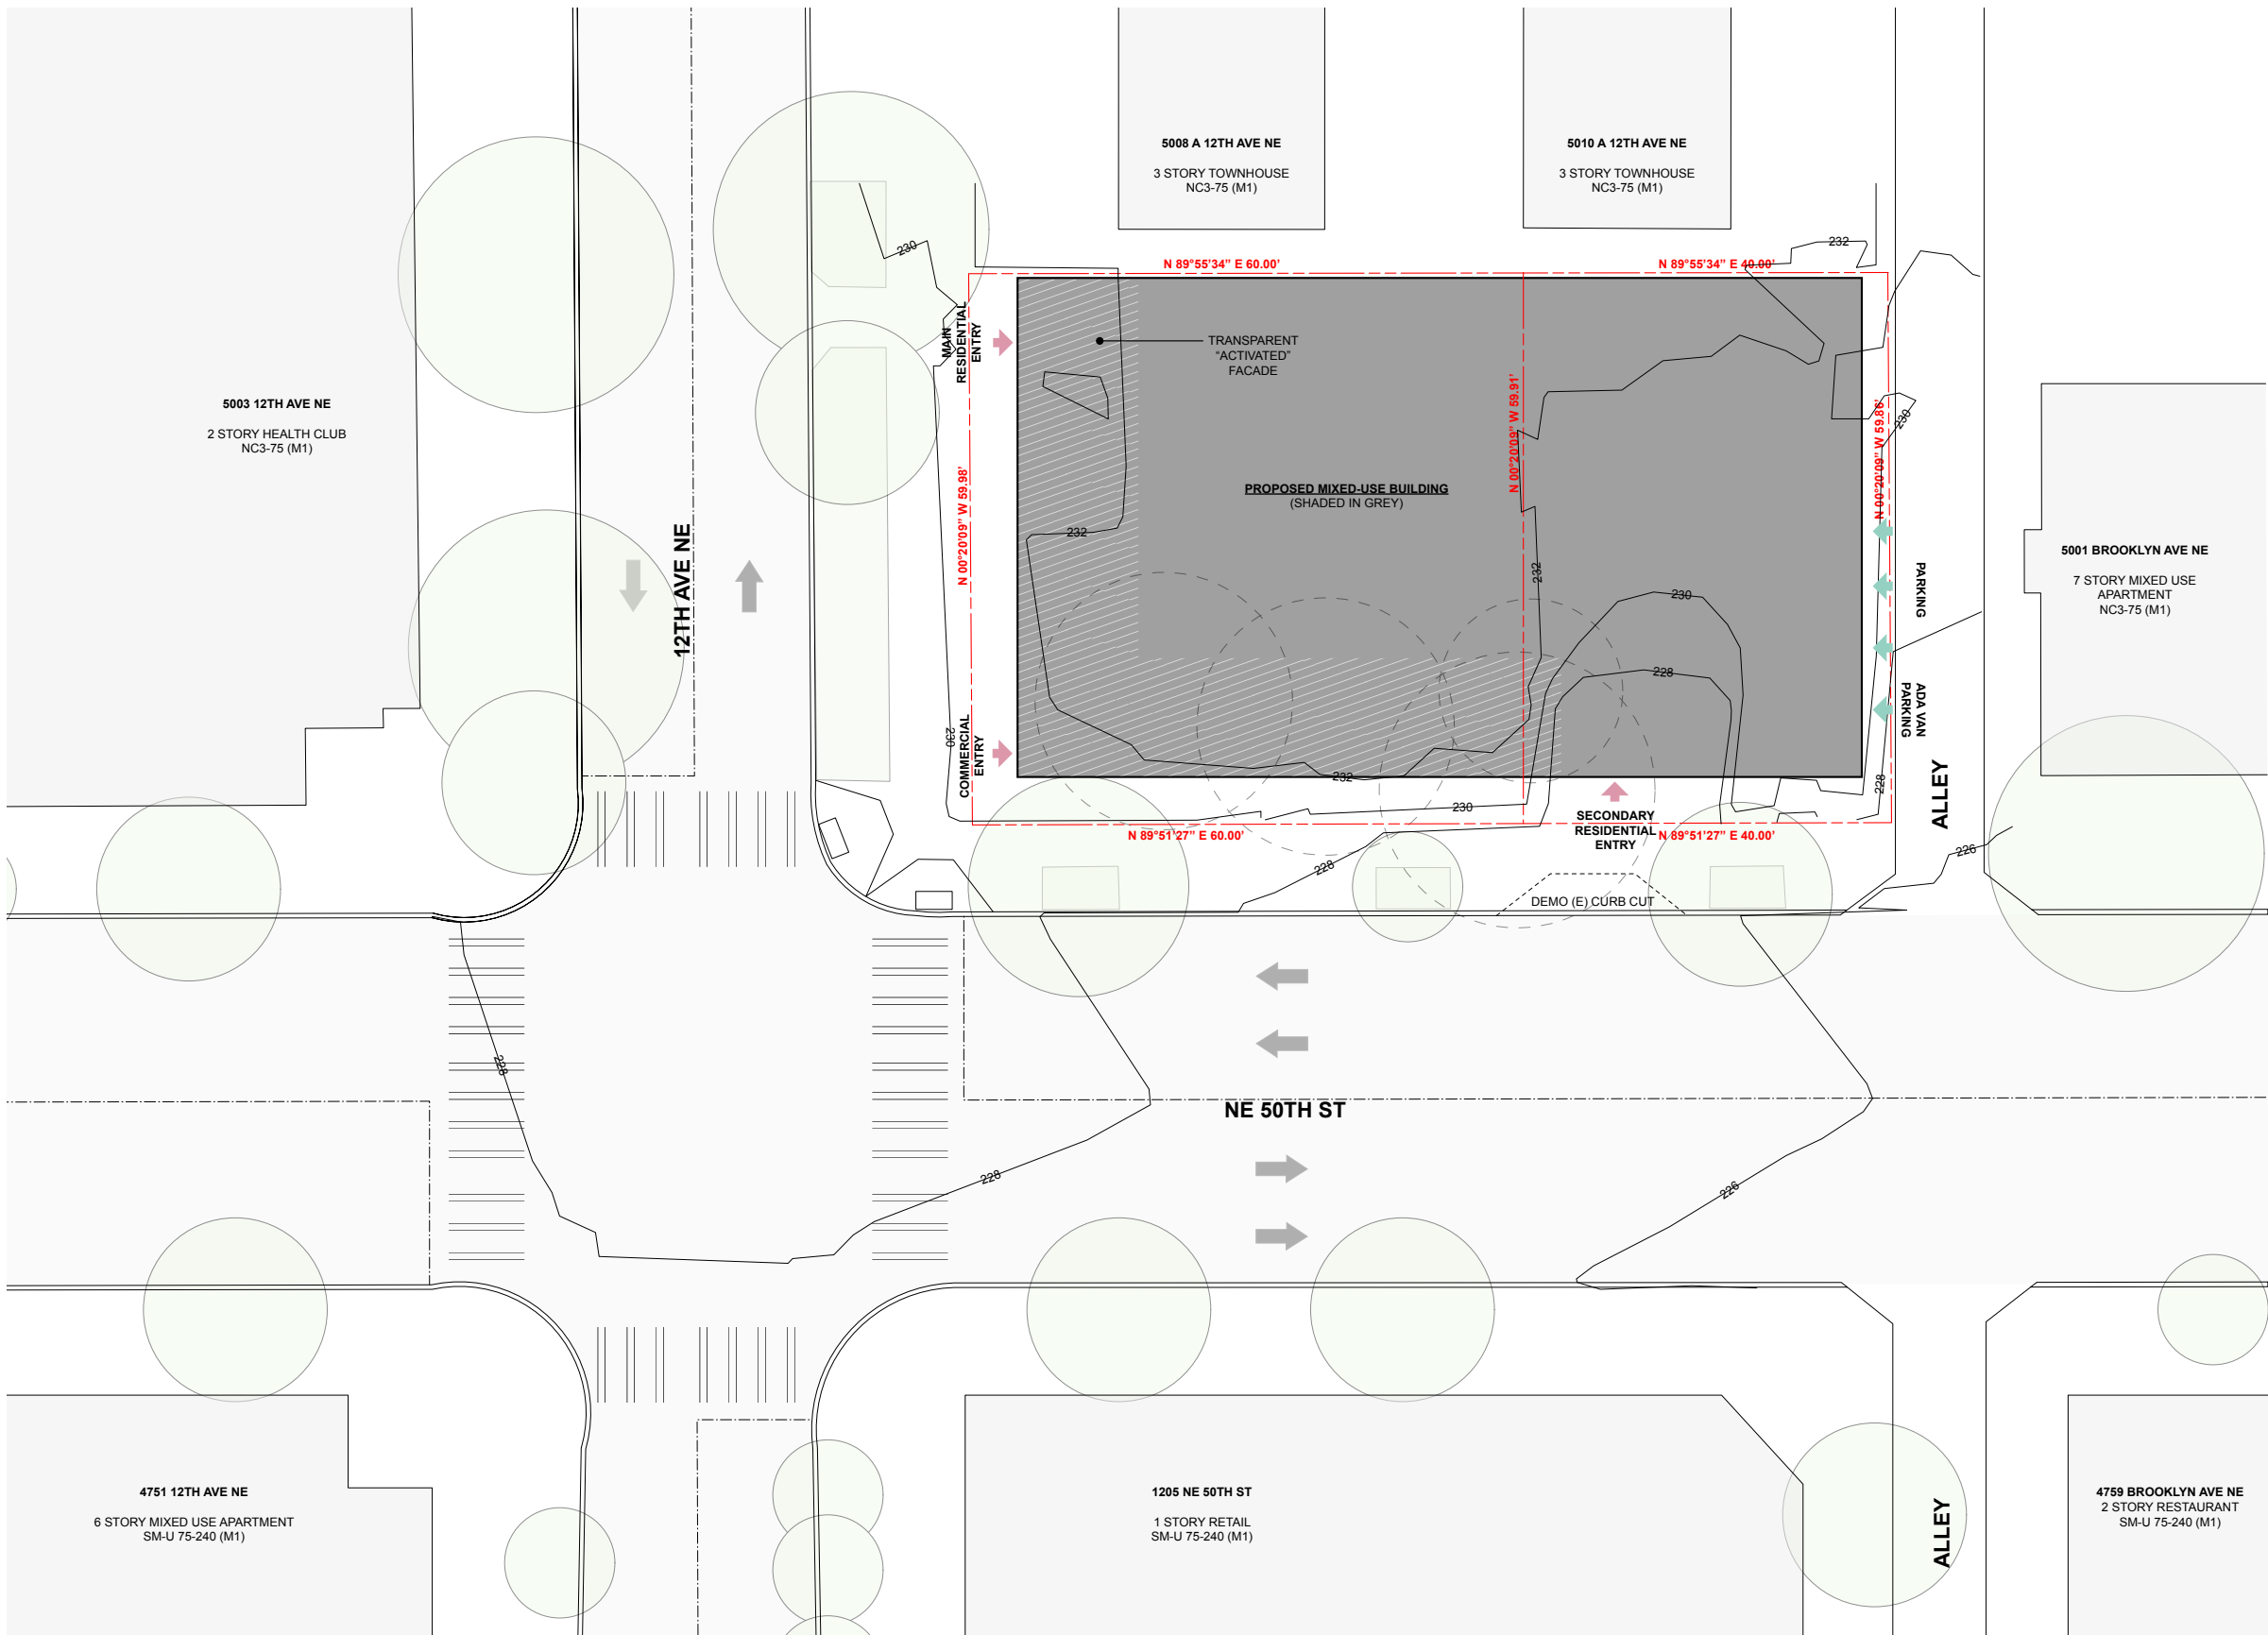 5008 A 12TH AVE NE
3 STORY TOWNHOUSE
NC3-75 (M1)
5010 A 12TH AVE NE
3 STORY TOWNHOUSE
NC3-75 (M1)
230
232
N 89°55'34" E 60.00'
N 89°55'34" E 40.00'
MAIN
RESIDENTIAL
ENTRY
TRANSPARENT
"ACTIVATED"
FACADE
5003 12TH AVE NE
2 STORY HEALTH CLUB
NC3-75 (M1)
N 00°20'09" W 59.98'
N 00°20'09" W 59.91'
N 00°20'09" W 59.86'
230
PROPOSED MIXED-USE BUILDING
(SHADED IN GREY)
232
232
230
228
12TH AVE NE
PARKING
ADA VAN
PARKING
5001 BROOKLYN AVE NE
7 STORY MIXED USE
APARTMENT
NC3-75 (M1)
230
COMMERCIAL
ENTRY
232
230
228
ALLEY
N 89°51'27" E 60.00'
SECONDARY
RESIDENTIAL
ENTRY
N 89°51'27" E 40.00'
228
226
DEMO (E) CURB CUT
228
NE 50TH ST
228
226
4751 12TH AVE NE
6 STORY MIXED USE APARTMENT
SM-U 75-240 (M1)
1205 NE 50TH ST
1 STORY RETAIL
SM-U 75-240 (M1)
ALLEY
4759 BROOKLYN AVE NE
2 STORY RESTAURANT
SM-U 75-240 (M1)